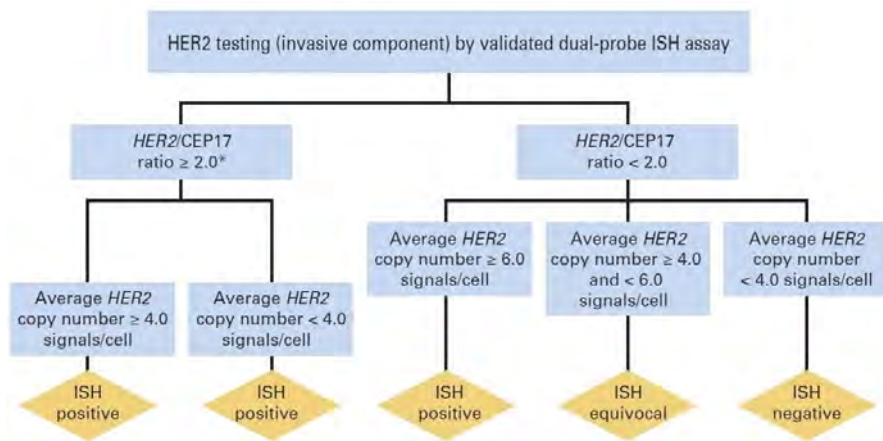 HER2 testing (invasive component) by validated dual-probe ISH assay
HER2/CEP17
ratio ≥ 2.0*
HER2/CEP17
ratio < 2.0
Average HER2
copy number ≥ 4.0
signals/cell
Average HER2
copy number < 4.0
signals/cell
Average HER2
copy number ≥ 6.0
signals/cell
Average HER2
copy number ≥ 4.0
and < 6.0
signals/cell
Average HER2
copy number
< 4.0 signals/cell
ISH
positive
ISH
positive
ISH
positive
ISH
equivocal
ISH
negative